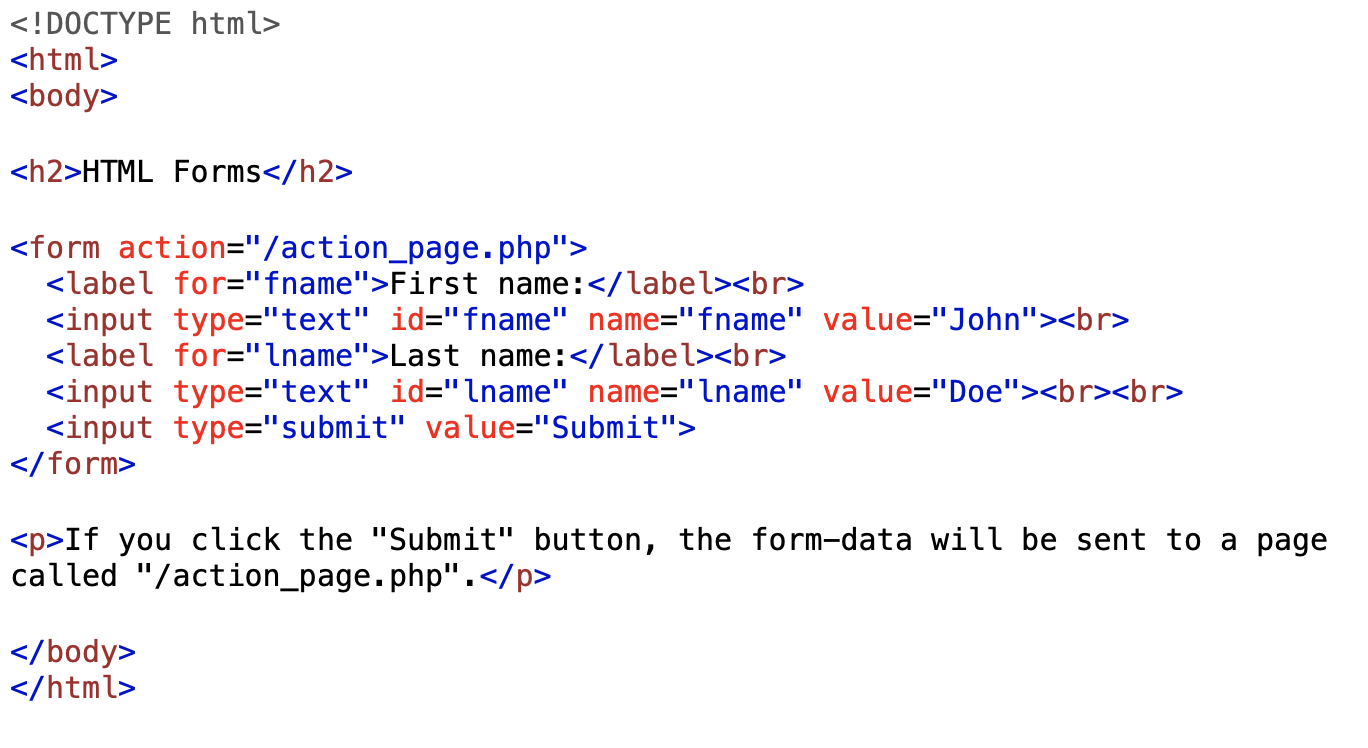 <!DOCTYPE html>
<html>
<body>
<h2>HTML Forms</h2>
<form action="/action_page.php">
<label for="fname">First name:</label><br>
<input type="text" id="fname" name="fname" value="John"><br>
<label for="lname">Last name:</label><br>
<input type="text" id="lname" name="lname" value="Doe"><br><br>
<input type="submit" value="Submit">
</form>
<p>If you click the "Submit" button, the form-data will be sent to a page
called "/action_page.php".</p>
</body>
</html>